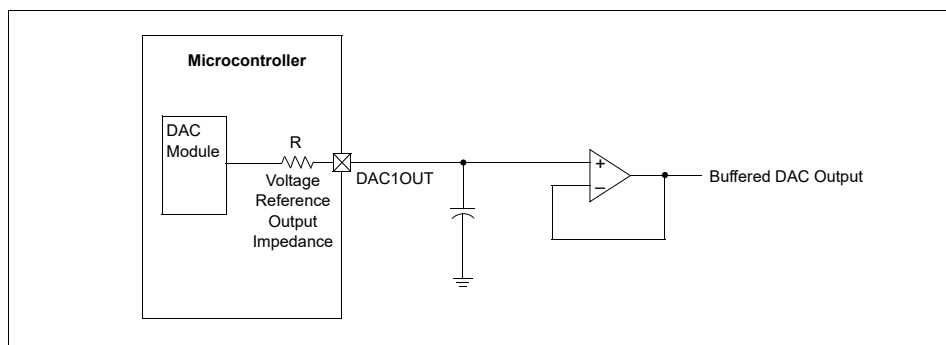 Microcontroller
DAC
Module
R
Voltage
Reference
Output
Impedance
DAC1OUT
+
–
Buffered DAC Output